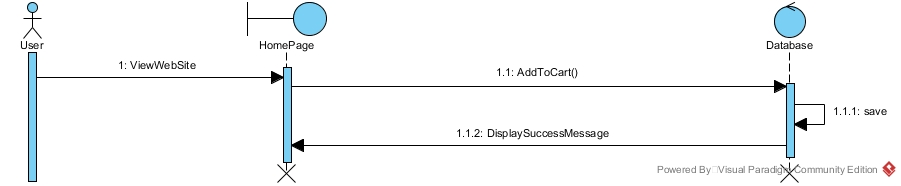 User
HomePage
Database
1: ViewWebSite
1.1: AddToCart()
1.1.1: save
1.1.2: DisplaySuccessMessage
Powered By Visual Paradigm Community Edition